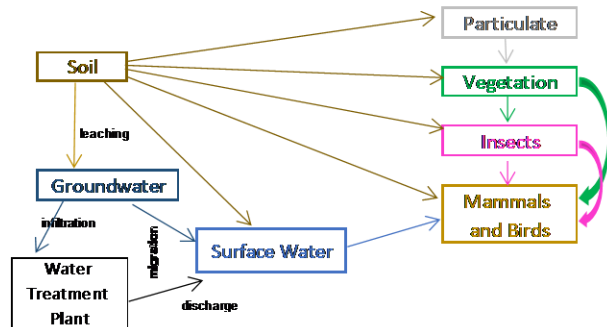 Particulate
Soil
Vegetation
leaching
Insects
Groundwater
Mammals
and Birds
infiltration
migration
Surface Water
Water
Treatment
Plant
discharge